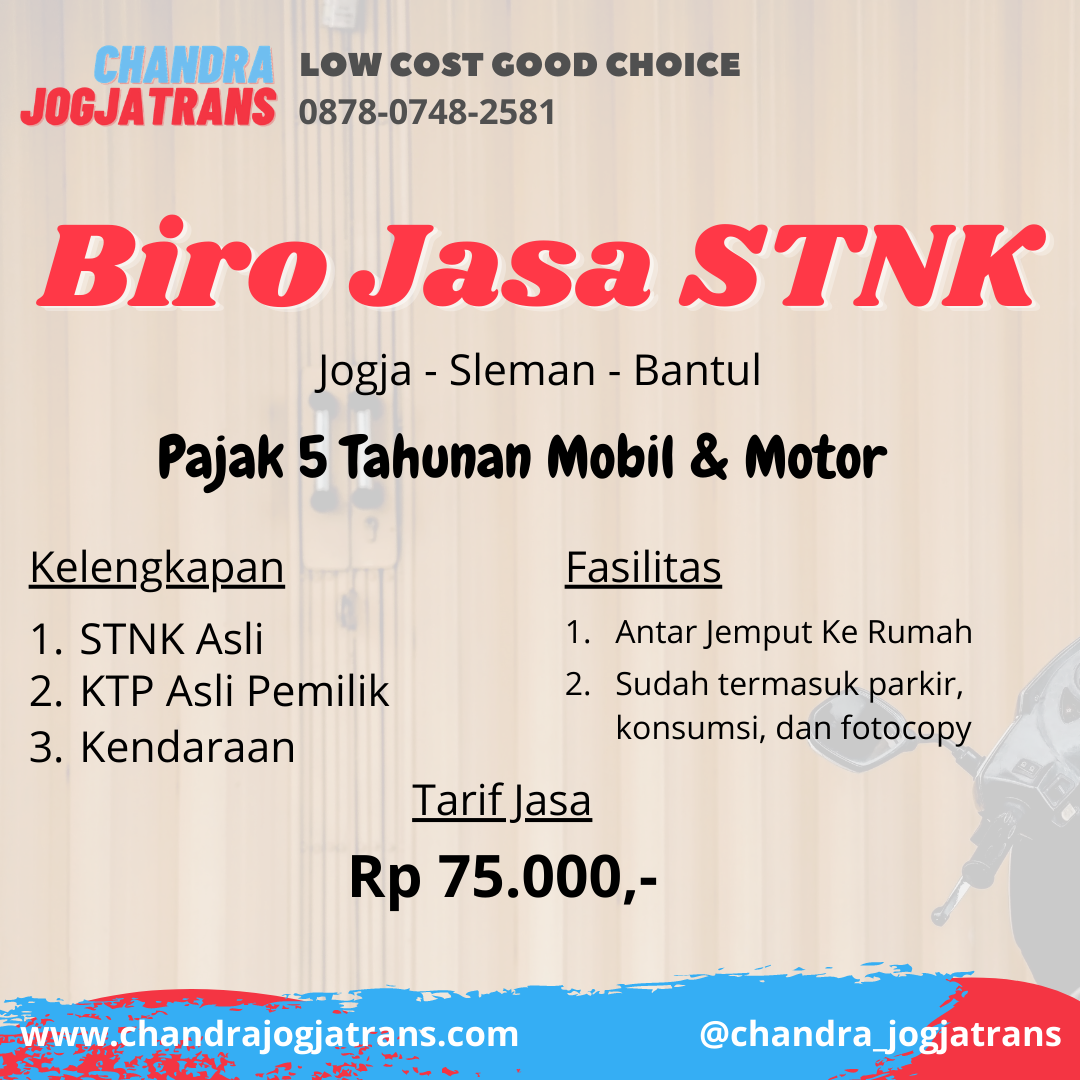 CHANDRA
JOGJATRANS
LOW COST GOOD CHOICE
0878-0748-2581
Biro Jasa STNK
Jogja - Sleman - Bantul
Pajak 5 Tahunan Mobil & Motor
Kelengkapan
1. STNK Asli
2. KTP Asli Pemilik
3. Kendaraan
Fasilitas
1. Antar Jemput Ke Rumah
2. Sudah termasuk parkir,
konsumsi, dan fotocopy
Tarif Jasa
Rp 75.000,-
www.chandrajogjatrans.com
@chandra_jogjatrans